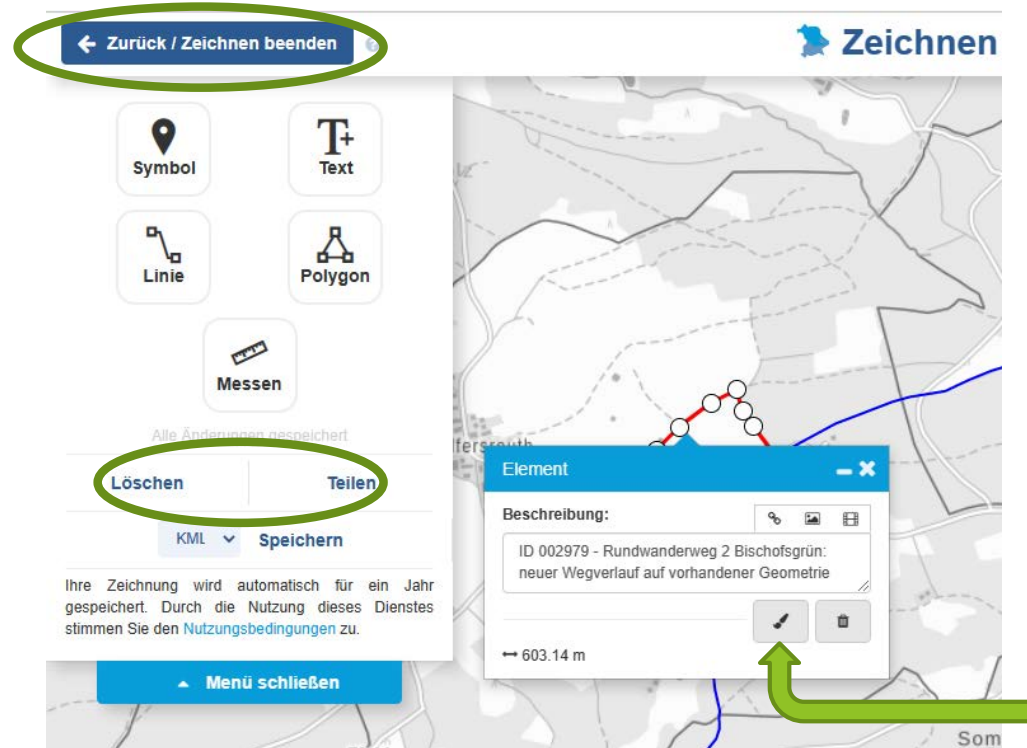 Zurück / Zeichnen beenden
Zeichnen
Symbol
Text
Linie
Polygon
Messen
Alle Änderungen gespeichert
Löschen
Teilen
KML
Speichern
Ihre Zeichnung wird automatisch für ein Jahr
gespeichert. Durch die Nutzung dieses Dienstes
stimmen Sie den Nutzungsbedingungen zu.
Menü schließen
Element
Beschreibung:
ID 002979 - Rundwanderweg 2 Bischofsgrün:
neuer Wegverlauf auf vorhandener Geometrie
603.14 m
Som